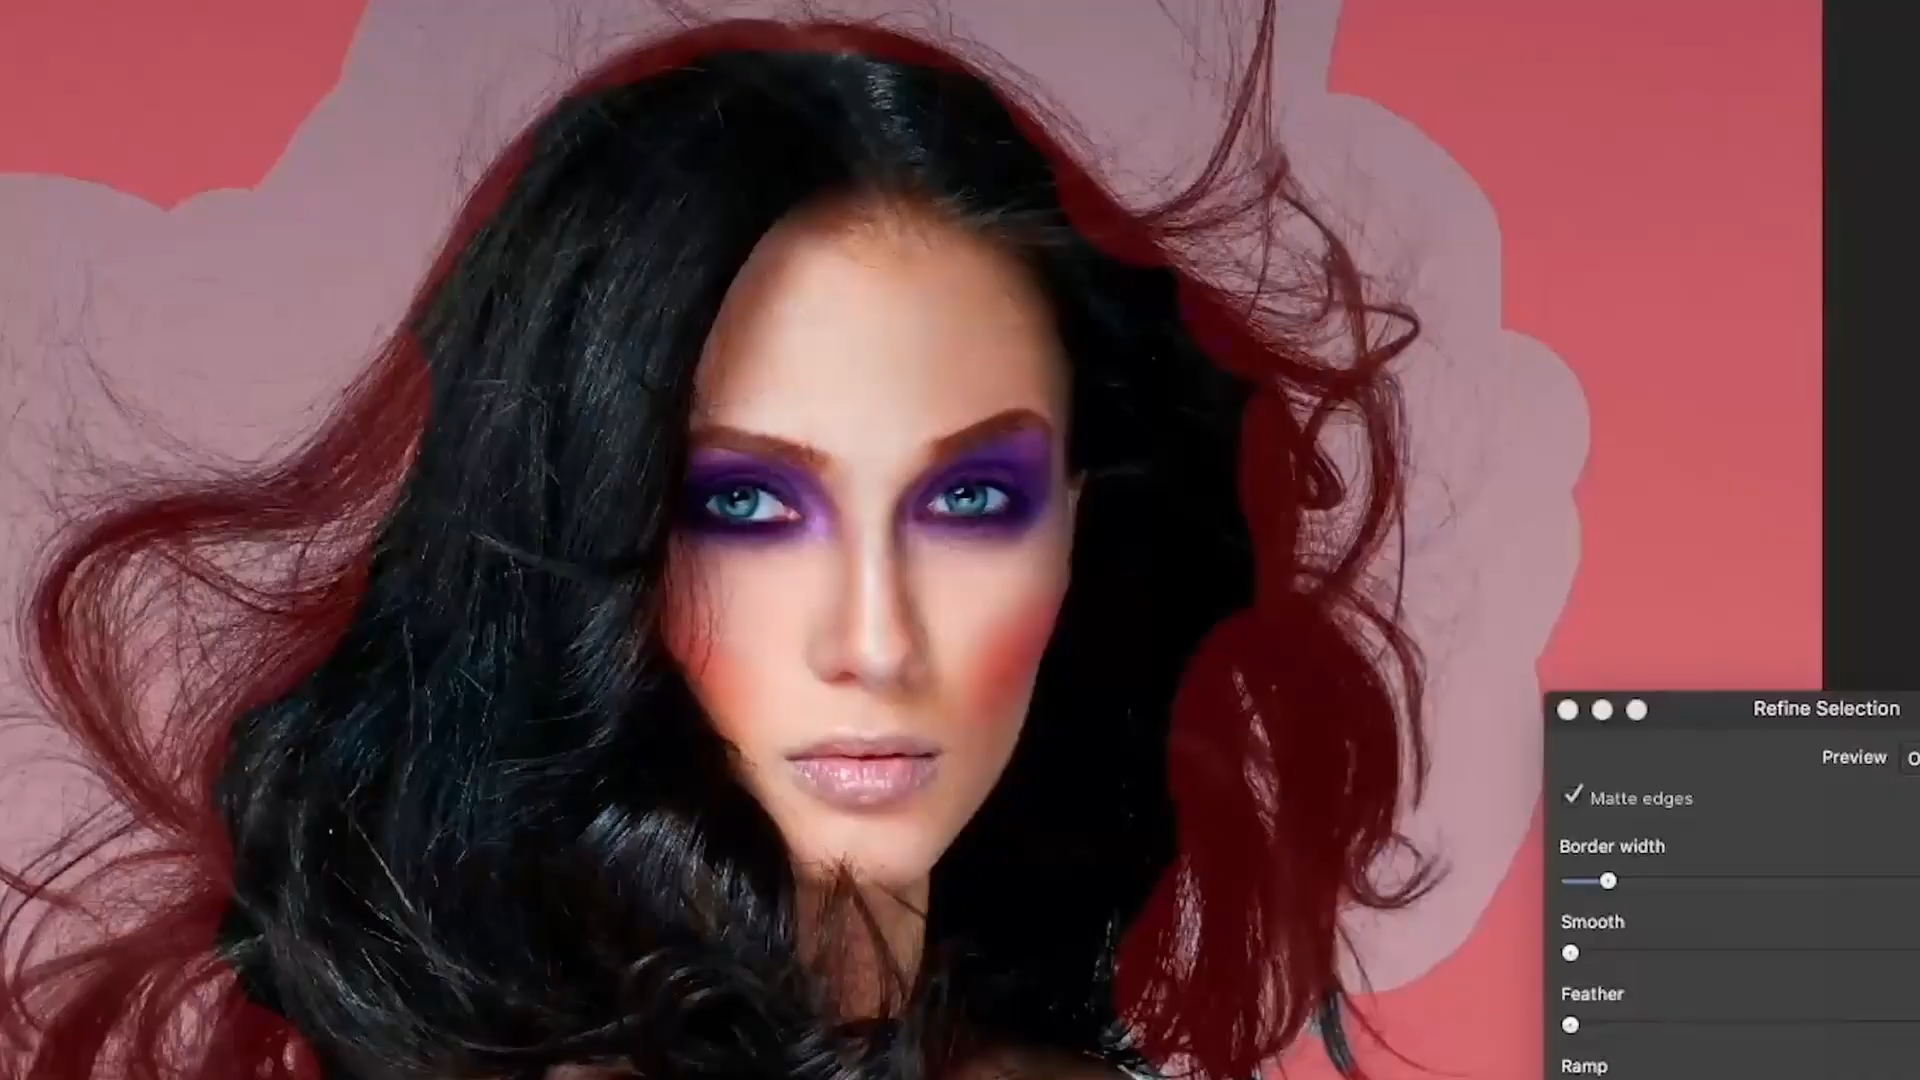 Refine Selection
Preview
Matte edges
Border width
Smooth
Feather
Ramp